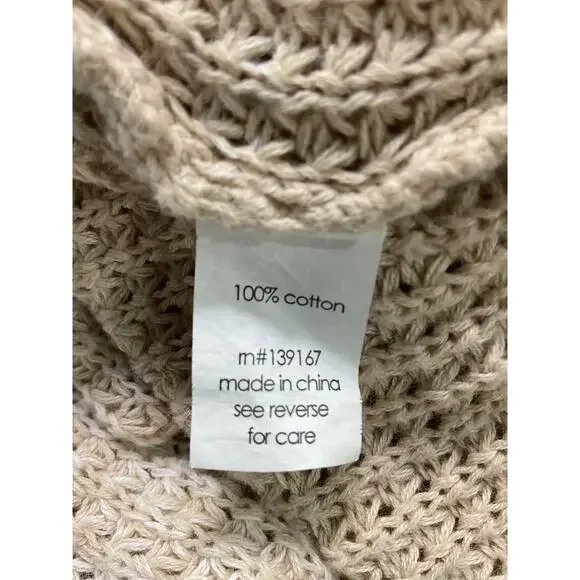 100% cotton
rn#139167
made in china
see reverse
for care